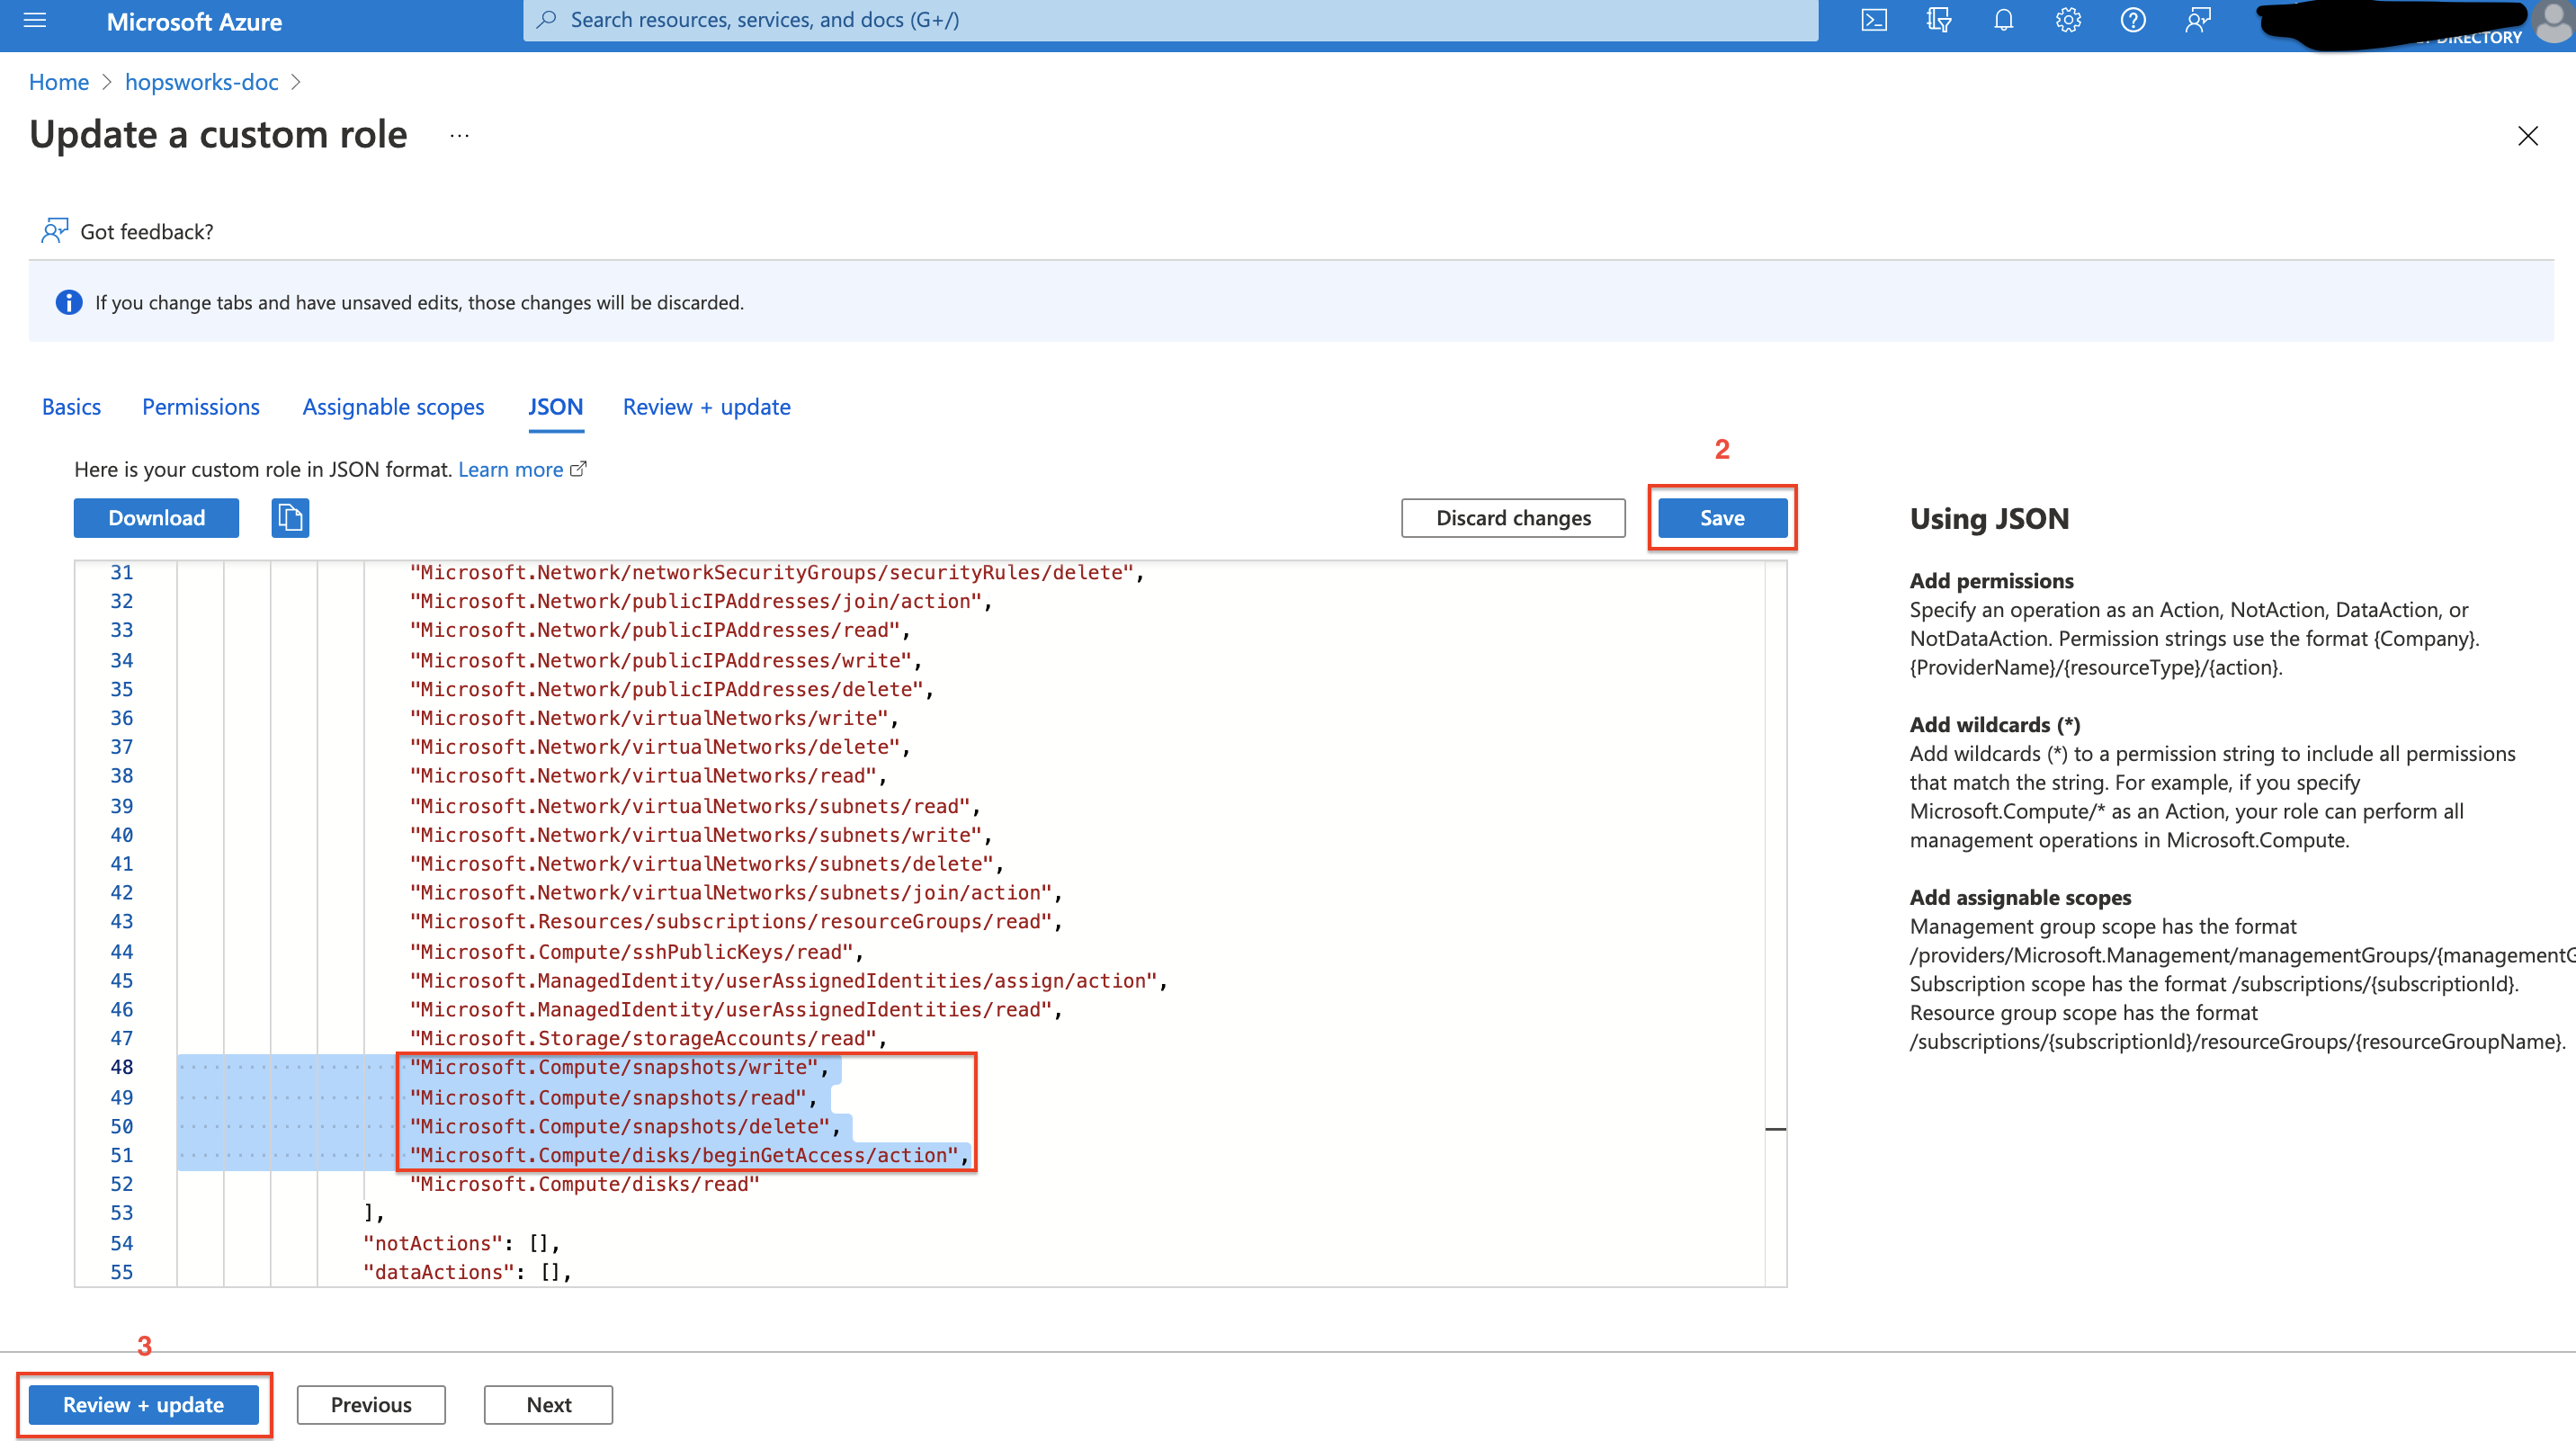 Microsoft Azure
Search resources, services, and docs (G+/)
DIRECTORY
Home > hopsworks-doc >
Update a custom role ...
Got feedback?
If you change tabs and have unsaved edits, those changes will be discarded.
Basics Permissions Assignable scopes JSON Review + update
2
Here is your custom role in JSON format. Learn more
Download Discard changes Save
31 "Microsoft.Network/networkSecurityGroups/securityRules/delete",
32 "Microsoft.Network/publicIPAddresses/join/action",
33 "Microsoft.Network/publicIPAddresses/read",
34 "Microsoft.Network/publicIPAddresses/write",
35 "Microsoft.Network/publicIPAddresses/delete",
36 "Microsoft.Network/virtualNetworks/write",
37 "Microsoft.Network/virtualNetworks/delete",
38 "Microsoft.Network/virtualNetworks/read",
39 "Microsoft.Network/virtualNetworks/subnets/read",
40 "Microsoft.Network/virtualNetworks/subnets/write",
41 "Microsoft.Network/virtualNetworks/subnets/delete",
42 "Microsoft.Network/virtualNetworks/subnets/join/action",
43 "Microsoft.Resources/subscriptions/resourceGroups/read",
44 "Microsoft.Compute/sshPublicKeys/read",
45 "Microsoft.ManagedIdentity/userAssignedIdentities/assign/action",
46 "Microsoft.ManagedIdentity/userAssignedIdentities/read",
47 "Microsoft.Storage/storageAccounts/read",
48 "Microsoft.Compute/snapshots/write",
49 "Microsoft.Compute/snapshots/read",
50 "Microsoft.Compute/snapshots/delete",
51 "Microsoft.Compute/disks/beginGetAccess/action",
52 "Microsoft.Compute/disks/read"
53 ],
54 "notActions": [],
55 "dataActions": [],
Using JSON
Add permissions
Specify an operation as an Action, NotAction, DataAction, or
NotDataAction. Permission strings use the format {Company}.
{ProviderName}/{resourceType}/{action}.
Add wildcards (*)
Add wildcards (*) to a permission string to include all permissions
that match the string. For example, if you specify
Microsoft.Compute/* as an Action, your role can perform all
management operations in Microsoft.Compute.
Add assignable scopes
Management group scope has the format
/providers/Microsoft.Management/managementGroups/{managementG
Subscription scope has the format /subscriptions/{subscriptionId}.
Resource group scope has the format
/subscriptions/{subscriptionId}/resourceGroups/{resourceGroupName}.
3
Review + update Previous Next